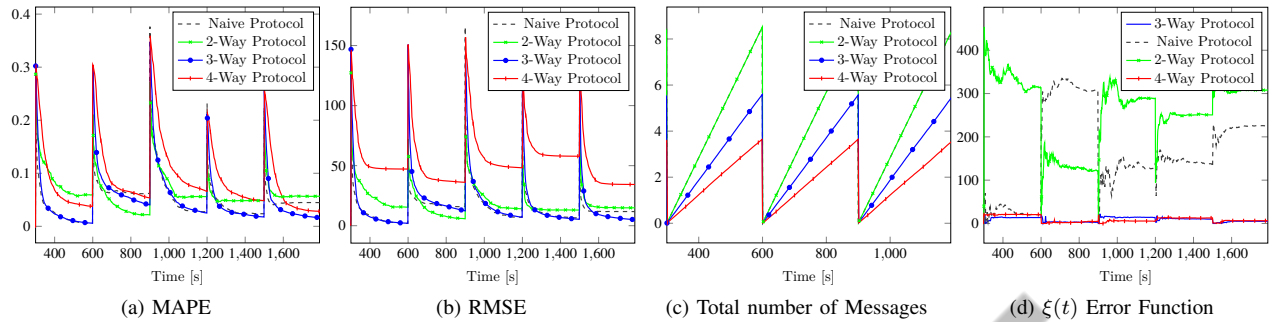 Naive Protocol
2-Way Protocol
3-Way Protocol
4-Way Protocol
0.4
0.3
0.2
0.1
0
400 600 800 1,000 1,200 1,400 1,600
Time [s]
(a) MAPE
Naive Protocol
2-Way Protocol
3-Way Protocol
4-Way Protocol
150
100
50
0
400 600 800 1,000 1,200 1,400 1,600
Time [s]
(b) RMSE
Naive Protocol
2-Way Protocol
3-Way Protocol
4-Way Protocol
8
6
4
2
0
400 600 800 1,000
Time [s]
(c) Total number of Messages
3-Way Protocol
Naive Protocol
2-Way Protocol
4-Way Protocol
400
300
200
100
0
400 600 800 1,000 1,200 1,400 1,600
Time [s]
(d) ξ(t) Error Function